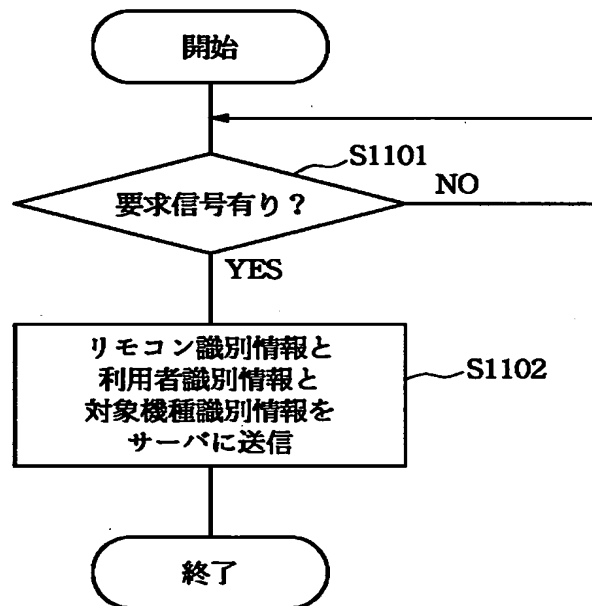 開始
S1101
要求信号有り?
NO
YES
リモコン識別情報と
利用者識別情報と
対象機種識別情報を
サーバに送信
S1102
終了